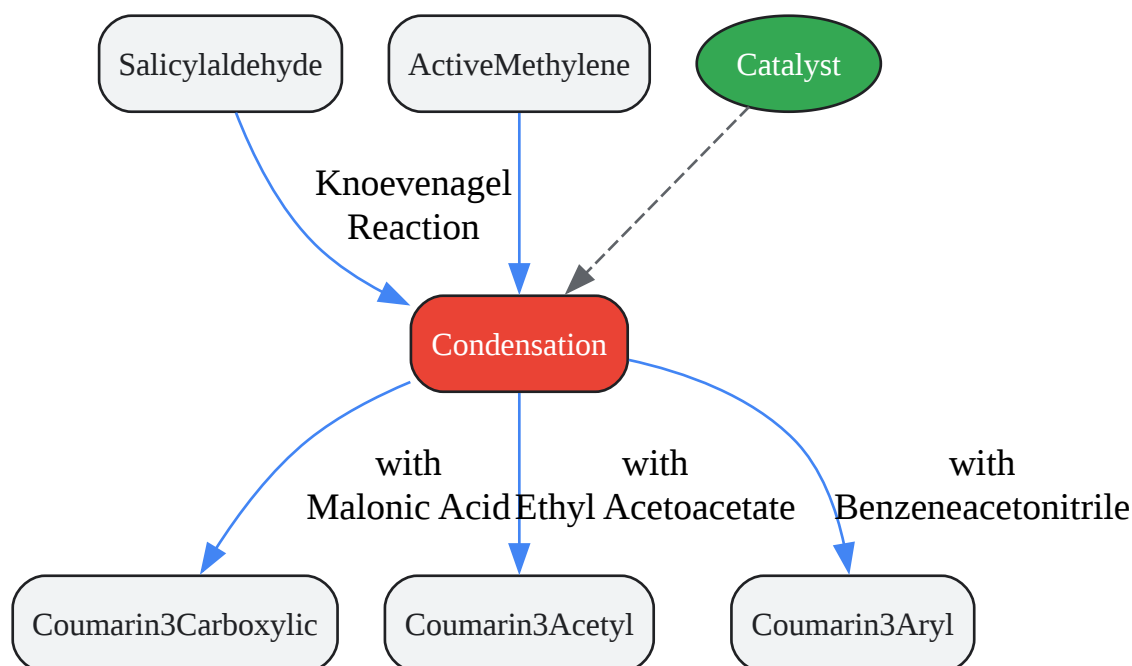 Salicylaldehyde
ActiveMethylene
Catalyst
Knoevenagel
Reaction
Condensation
with
Malonic Acid
with
Ethyl Acetoacetate
with
Benzeneacetonitrile
Coumarin3Carboxylic
Coumarin3Acetyl
Coumarin3Aryl